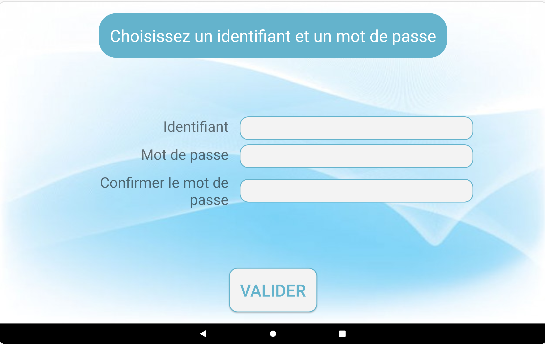 Choisissez un identifiant et un mot de passe
Identifiant
Mot de passe
Confirmer le mot de
passe
VALIDER